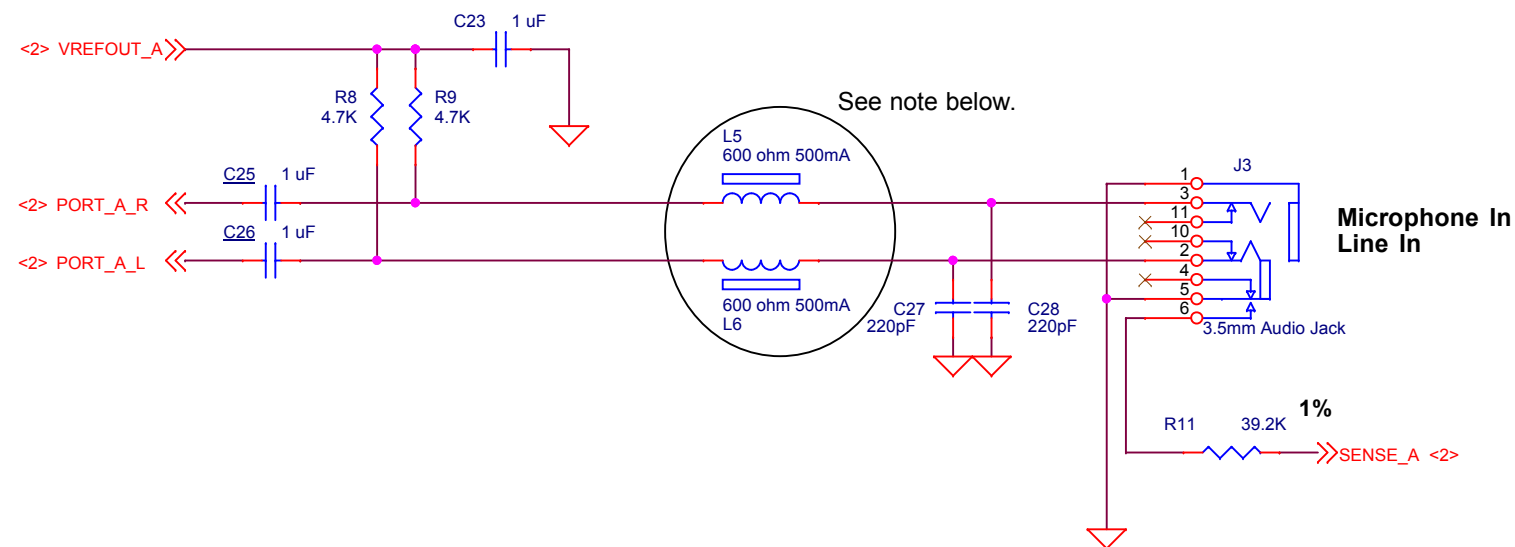 C23 1 uF
<2> VREFOUT_A
R8
4.7K
R9
4.7K
See note below.
L5
600 ohm 500mA
C25 1 uF
<2> PORT_A_R
C26 1 uF
<2> PORT_A_L
600 ohm 500mA
L6
C27
220pF
C28
220pF
1
3
11
10
2
4
5
6
J3
3.5mm Audio Jack
Microphone In
Line In
1%
R11 39.2K
SENSE_A <2>